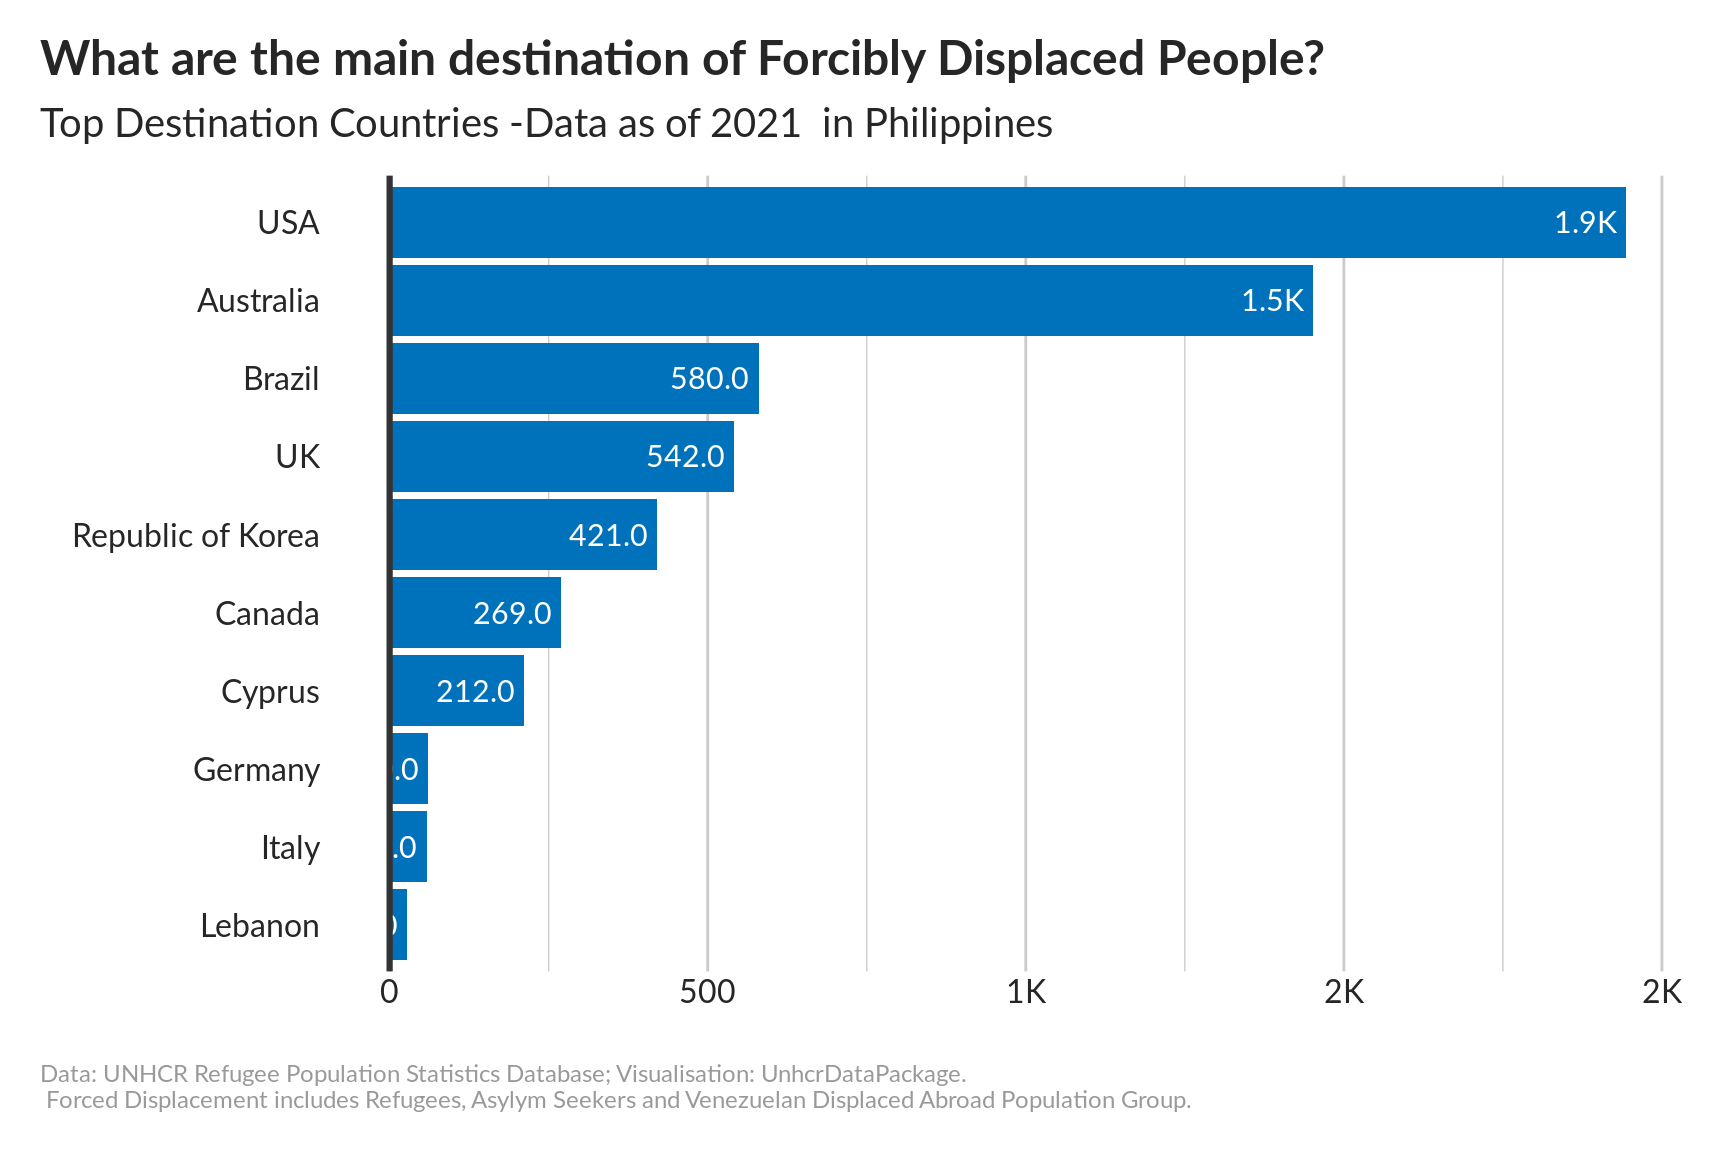 What are the main destination of Forcibly Displaced People?
Top Destination Countries -Data as of 2021  in Philippines
USA 1.9K
Australia 1.5K
Brazil 580.0
UK 542.0
Republic of Korea 421.0
Canada 269.0
Cyprus 212.0
Germany .0
Italy .0
Lebanon
0 500 1K 2K 2K
Data: UNHCR Refugee Population Statistics Database; Visualisation: UnhcrDataPackage.
Forced Displacement includes Refugees, Asylym Seekers and Venezuelan Displaced Abroad Population Group.